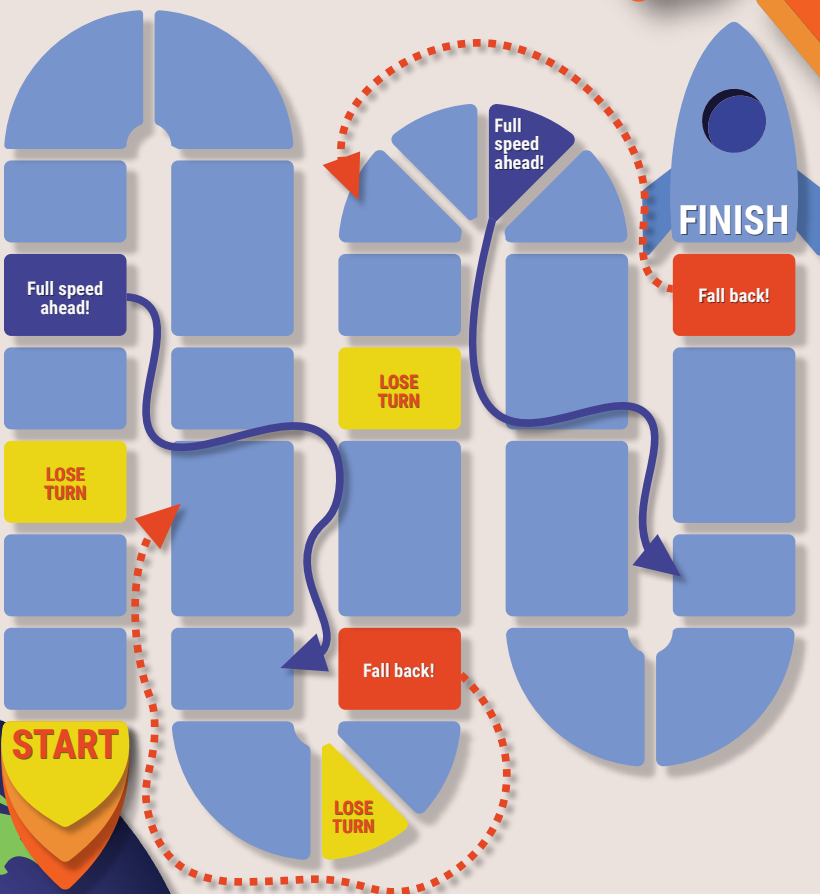 Full
speed
ahead!
FINISH
Full speed
ahead!
Fall back!
LOSE
TURN
LOSE
TURN
Fall back!
START
LOSE
TURN